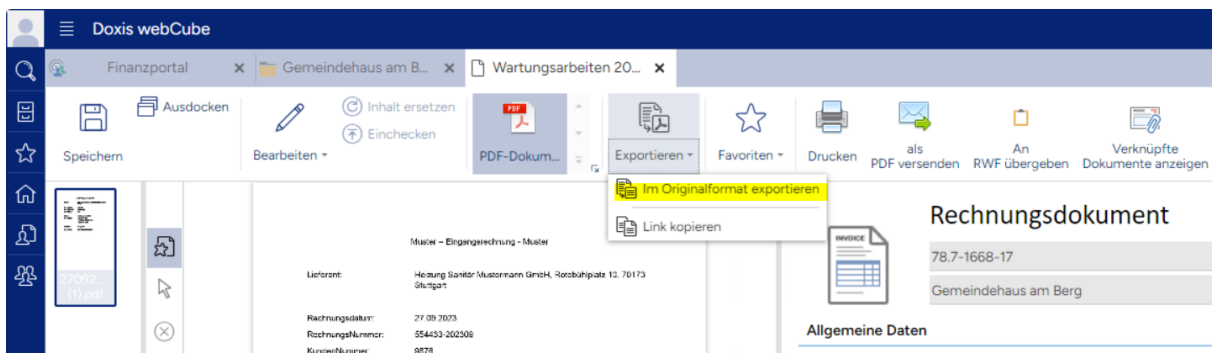 Doxis webCube
Finanzportal
Gemeindehaus am B...
Wartungsarbeiten 20...
Speichern
Ausdocken
Bearbeiten
Inhalt ersetzen
Einchecken
PDF
PDF-Dokum...
Exportieren
Favoriten
Drucken
als
PDF versenden
An
RWF übergeben
Verknüpfte
Dokumente anzeigen
Im Originalformat exportieren
Link kopieren
27092...
(1).pdf
Muster – Eingangsrechnung - Muster
Lieferant: Heizung Sanitär Mustermann GmbH, Rotebühlplatz 10, 70173
Stuttgart
Rechnungsdatum: 27.09.2023
RechnungsNummer: 554433-202309
KundenNummer: 9876
INVOICE
Rechnungsdokument
78.7-1668-17
Gemeindehaus am Berg
Allgemeine Daten